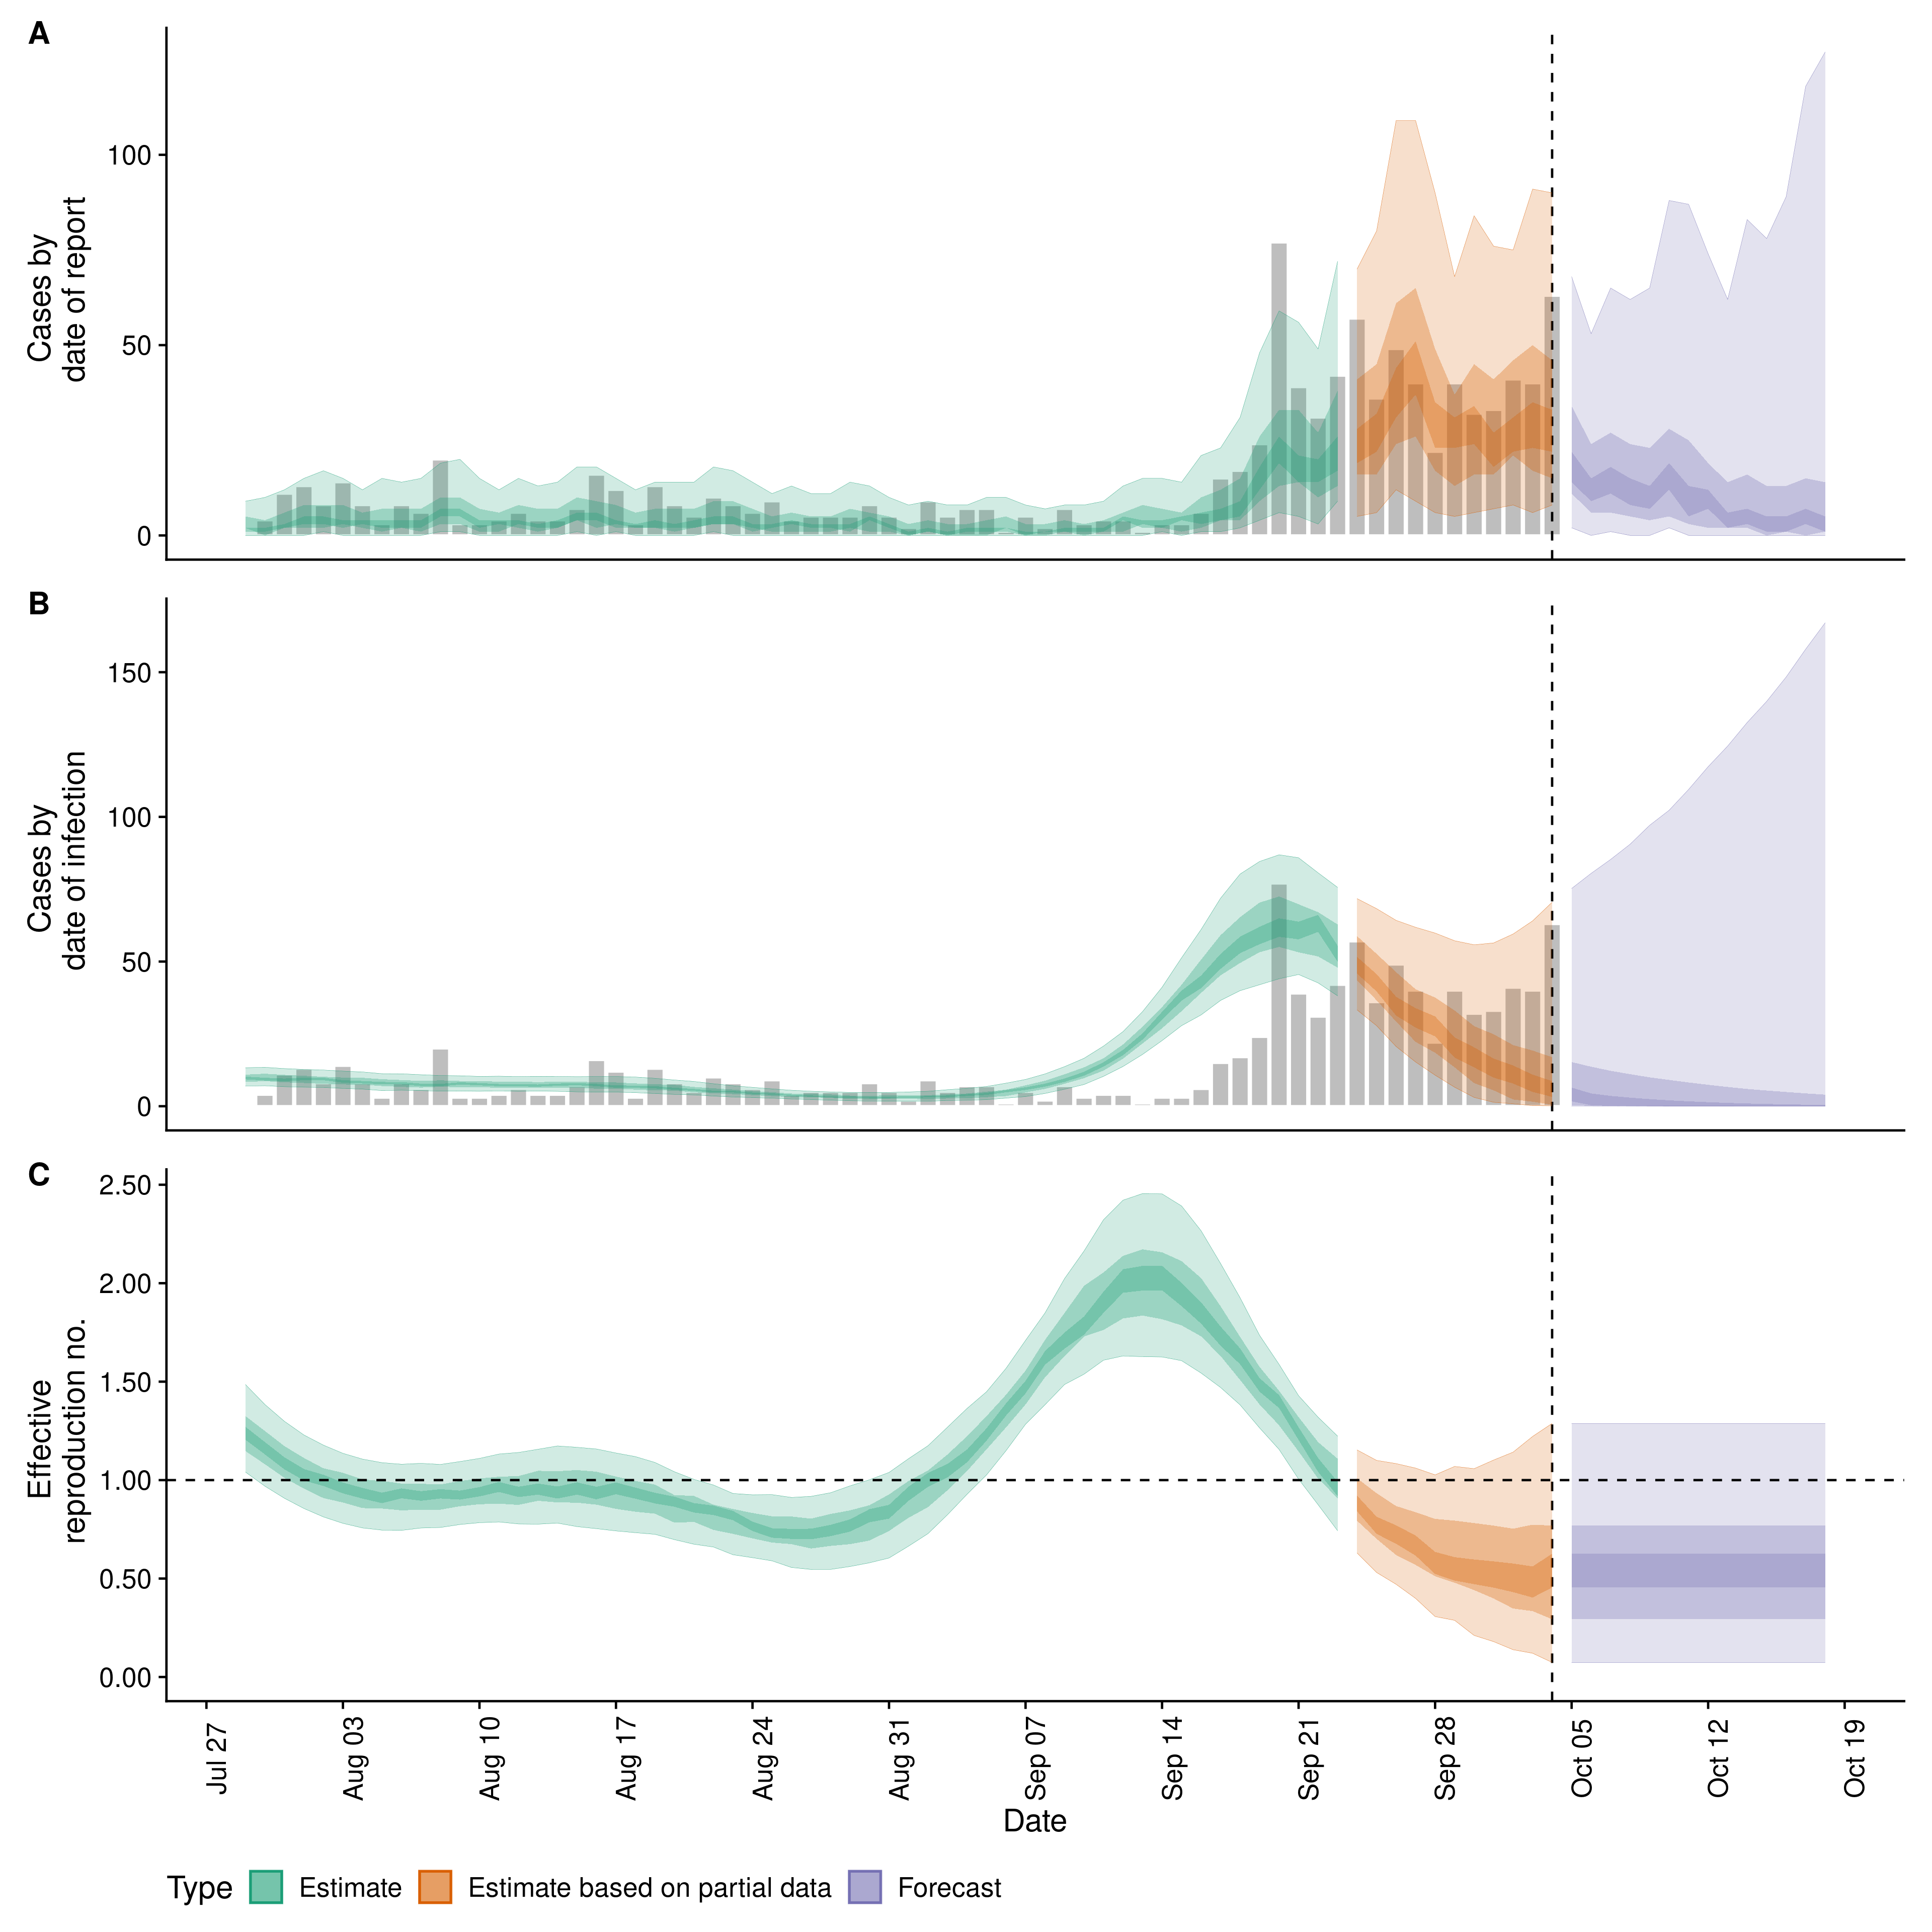 A
Cases by
date of report
100
50
0
B
Cases by
date of infection
150
100
50
0
C
Effective
reproduction no.
2.50
2.00
1.50
1.00
0.50
0.00
Jul 27
Aug 03
Aug 10
Aug 17
Aug 24
Aug 31
Sep 07
Sep 14
Sep 21
Sep 28
Oct 05
Oct 12
Oct 19
Date
Type Estimate Estimate based on partial data Forecast